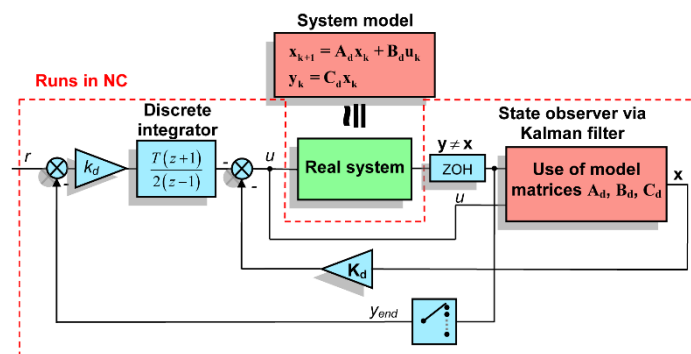 System model
x_{k+1} = A_d x_k + B_d u_k
y_k = C_d x_k
Runs in NC
Discrete
integrator
State observer via
Kalman filter
r
-
k_d
T(z+1)
2(z-1)
-
-
u
Real system
y ≠ x
ZOH
u
Use of model
matrices A_d, B_d, C_d
x
K_d
y_end